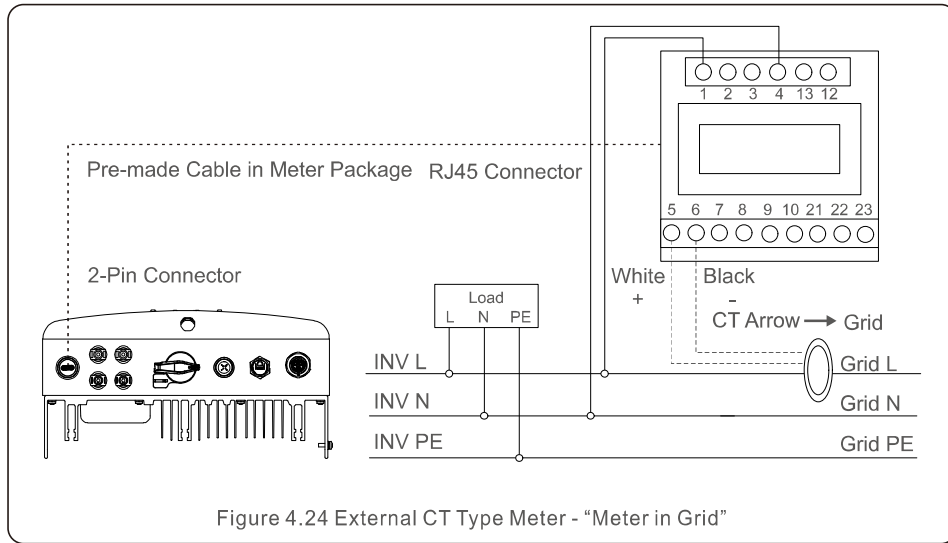 1 2 3 4 13 12
Pre-made Cable in Meter Package RJ45 Connector
5 6 7 8 9 10 21 22 23
2-Pin Connector
White Black
+ -
CT Arrow → Grid
Load
L N PE
INV L Grid L
INV N Grid N
INV PE Grid PE
Figure 4.24 External CT Type Meter - “Meter in Grid”